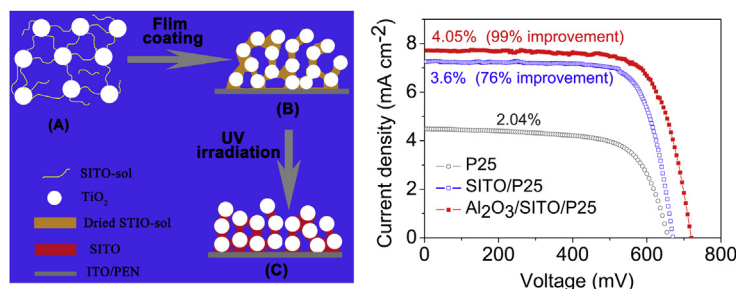 Flim
coating
(A)
(B)
UV
irradiation
SITO-sol
TiO₂
Dried STIO-sol
SITO
ITO/PEN
(C)
Current density (mA cm⁻²)
8
6
4
2
0
4.05% (99% improvement)
3.6% (76% improvement)
2.04%
P25
SITO/P25
Al₂O₃/SITO/P25
0 200 400 600 800
Voltage (mV)